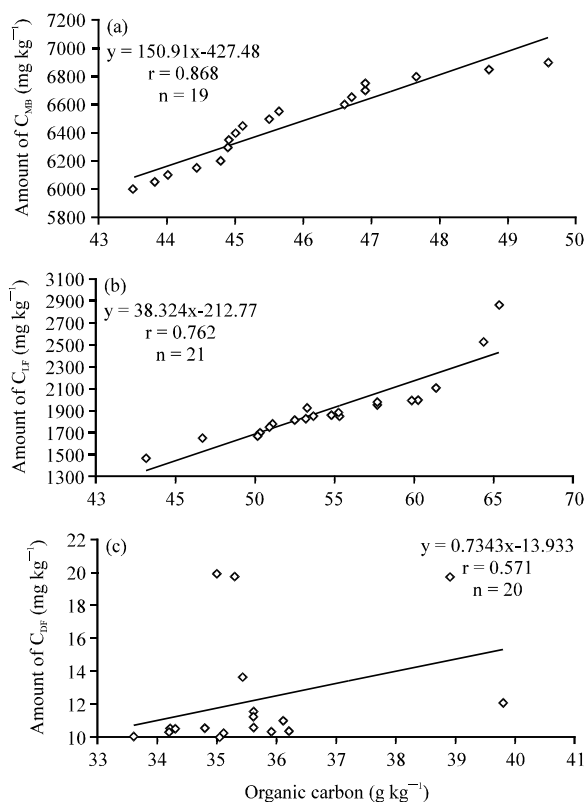 (a)
y = 150.91x-427.48
r = 0.868
n = 19
Amount of C_MB (mg kg⁻¹)
7200
7000
6800
6600
6400
6200
6000
5800
43 44 45 46 47 48 49 50
(b)
y = 38.324x-212.77
r = 0.762
n = 21
Amount of C_LF (mg kg⁻¹)
3100
2900
2700
2500
2300
2100
1900
1700
1500
1300
43 45 50 55 60 65 70
(c)
y = 0.7343x-13.933
r = 0.571
n = 20
Amount of C_DF (mg kg⁻¹)
22
20
18
16
14
12
10
33 34 35 36 37 38 39 40 41
Organic carbon (g kg⁻¹)